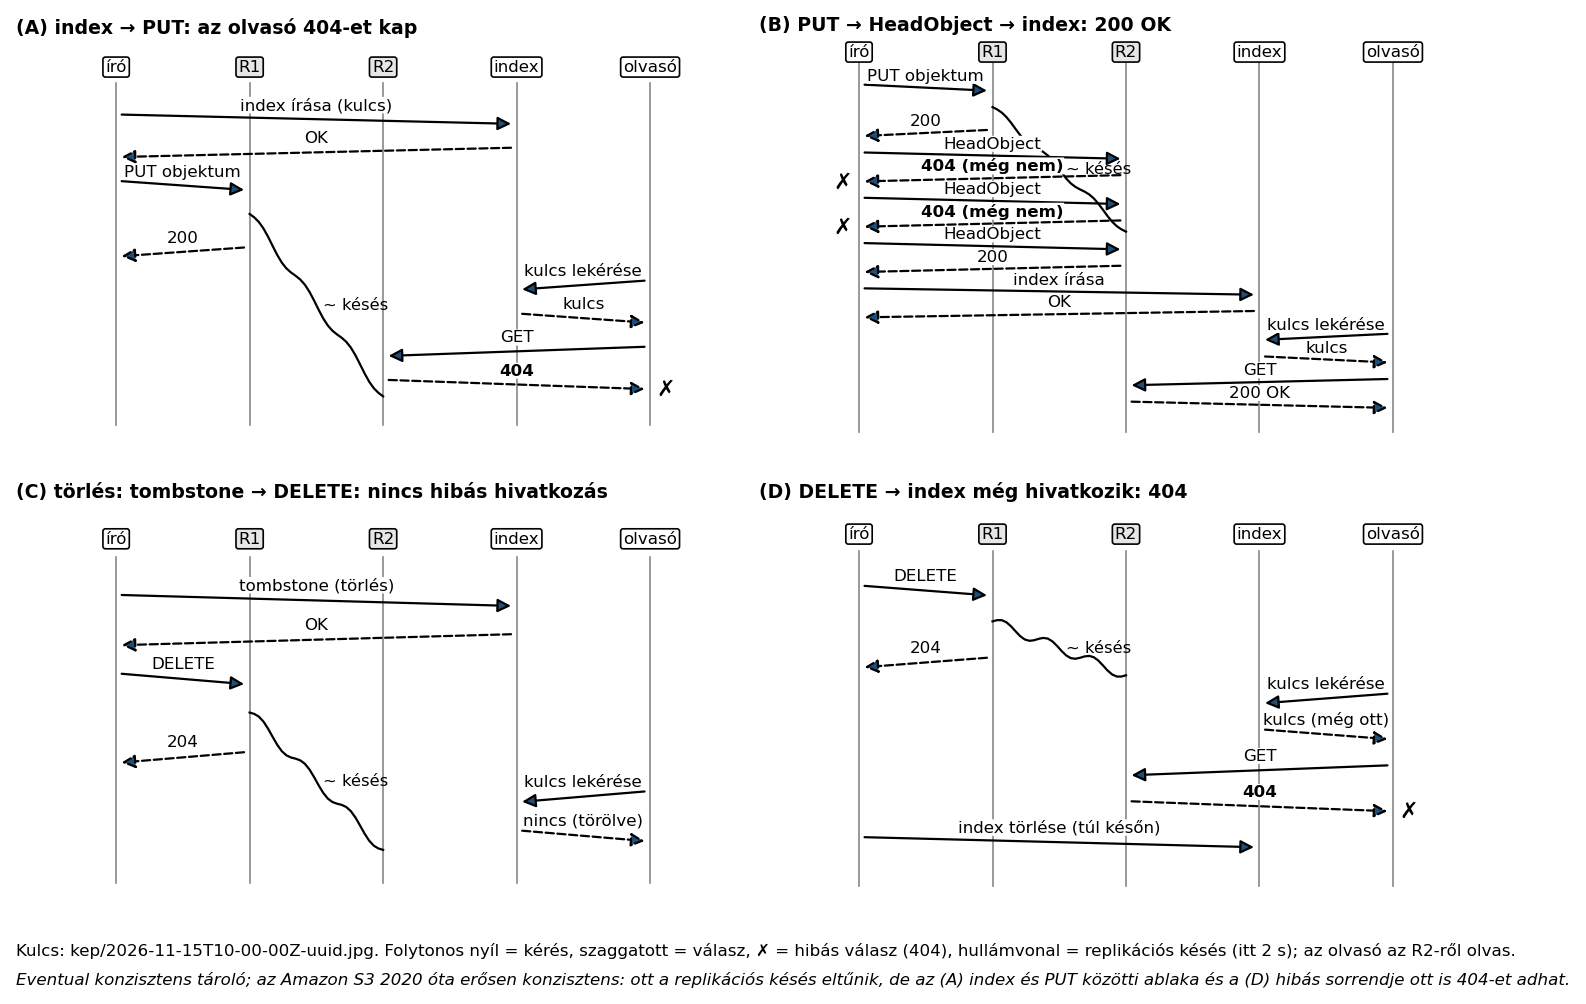 (A) index → PUT: az olvasó 404-et kap
író R1 R2 index olvasó
index írása (kulcs)
OK
PUT objektum
200
kulcs lekérése
~ késés
kulcs
GET
404
✗
(B) PUT → HeadObject → index: 200 OK
író R1 R2 index olvasó
PUT objektum
200
HeadObject
404 (még nem)
~ késés
✗
HeadObject
404 (még nem)
✗
HeadObject
200
index írása
OK
kulcs lekérése
kulcs
GET
200 OK
(C) törlés: tombstone → DELETE: nincs hibás hivatkozás
író R1 R2 index olvasó
tombstone (törlés)
OK
DELETE
204
~ késés
kulcs lekérése
nincs (törölve)
(D) DELETE → index még hivatkozik: 404
író R1 R2 index olvasó
DELETE
204
~ késés
kulcs lekérése
kulcs (még ott)
GET
404
✗
index törlése (túl későn)
Kulcs: kep/2026-11-15T10-00-00Z-uuid.jpg. Folytonos nyíl = kérés, szaggatott = válasz, ✗ = hibás válasz (404), hullámvonal = replikációs késés (itt 2 s); az olvasó az R2-ről olvas.
Eventual konzisztens tároló; az Amazon S3 2020 óta erősen konzisztens: ott a replikációs késés eltűnik, de az (A) index és PUT közötti ablaka és a (D) hibás sorrendje ott is 404-et adhat.